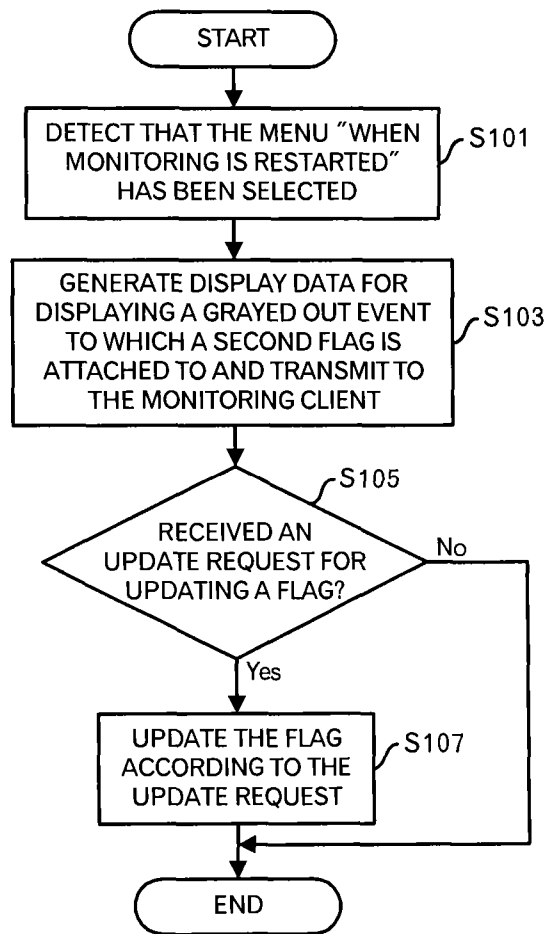 START
DETECT THAT THE MENU "WHEN
MONITORING IS RESTARTED"
HAS BEEN SELECTED
S101
GENERATE DISPLAY DATA FOR
DISPLAYING A GRAYED OUT EVENT
TO WHICH A SECOND FLAG IS
ATTACHED TO AND TRANSMIT TO
THE MONITORING CLIENT
S103
S105
RECEIVED AN
UPDATE REQUEST FOR
UPDATING A FLAG?
No
Yes
UPDATE THE FLAG
ACCORDING TO THE
UPDATE REQUEST
S107
END